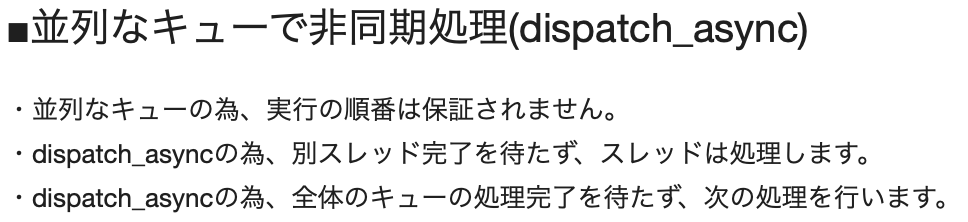 ■並列なキューで非同期処理(dispatch_async)
・並列なキューの為、実行の順番は保証されません。
・dispatch_asyncの為、別スレッド完了を待たず、スレッドは処理します。
・dispatch_asyncの為、全体のキューの処理完了を待たず、次の処理を行います。